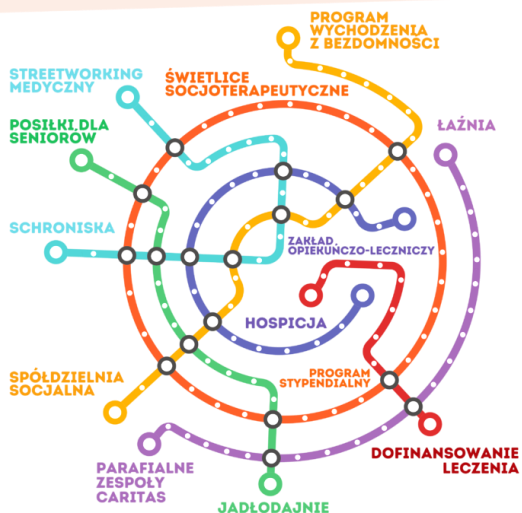 PROGRAM
WYCHODZENIA
Z BEZDOMNOŚCI
STREETWORKING
MEDYCZNY
ŚWIETLICE
SOCJOTERAPEUTYCZNE
POSIŁKI DLA
SENIORÓW
ŁAŹNIA
SCHRONISKA
ZAKŁAD
OPIEKUŃCZO-LECZNICZY
HOSPICJA
SPÓŁDZIELNIA
SOCJALNA
PROGRAM
STYPENDIALNY
DOFINANSOWANIE
LECZENIA
PARAFIALNE
ZESPOŁY
CARITAS
JADŁODAJNIE